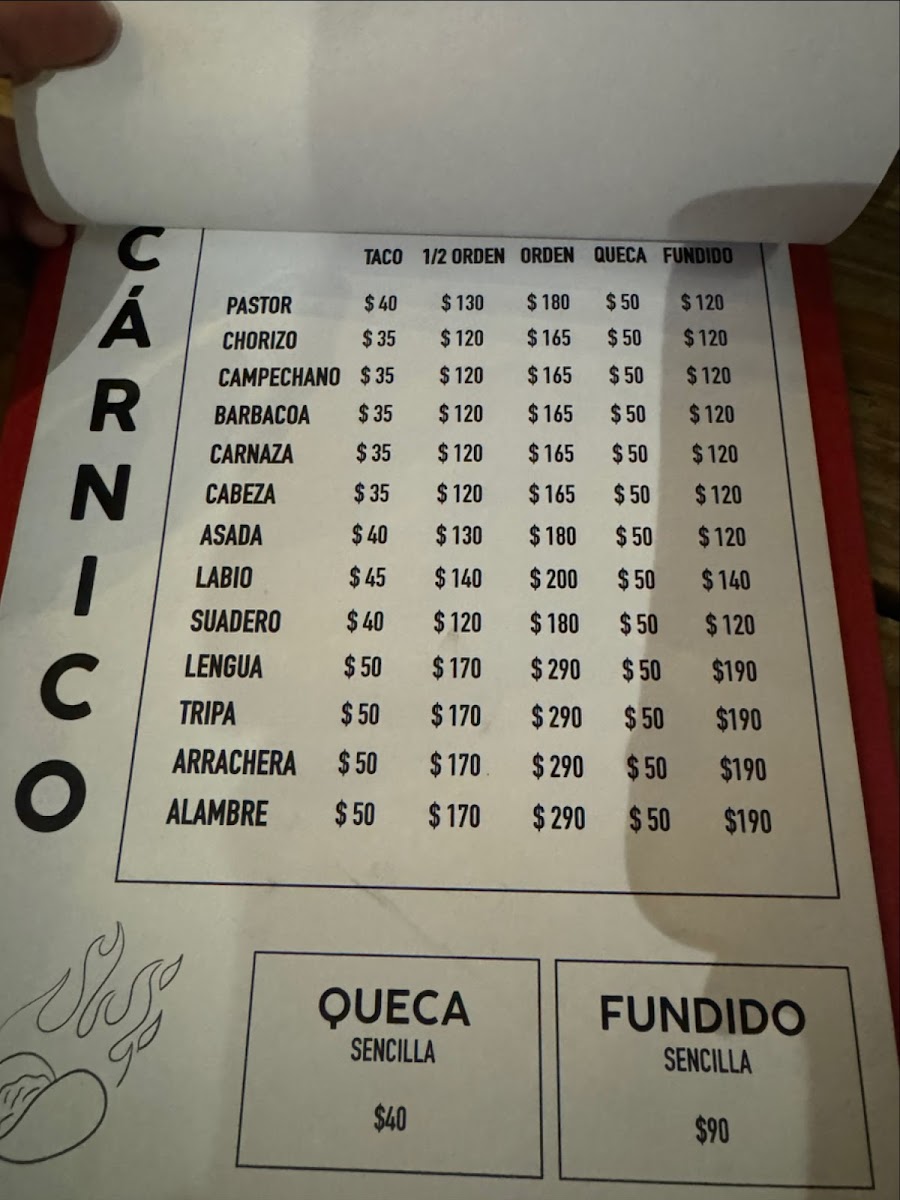 CÁRNICO
TACO 1/2 ORDEN ORDEN QUECA FUNDIDO
PASTOR $ 40 $ 130 $ 180 $ 50 $ 120
CHORIZO $ 35 $ 120 $ 165 $ 50 $ 120
CAMPECHANO $ 35 $ 120 $ 165 $ 50 $ 120
BARBACOA $ 35 $ 120 $ 165 $ 50 $ 120
CARNAZA $ 35 $ 120 $ 165 $ 50 $ 120
CABEZA $ 35 $ 120 $ 165 $ 50 $ 120
ASADA $ 40 $ 130 $ 180 $ 50 $ 120
LABIO $ 45 $ 140 $ 200 $ 50 $ 140
SUADERO $ 40 $ 120 $ 180 $ 50 $ 120
LENGUA $ 50 $ 170 $ 290 $ 50 $190
TRIPA $ 50 $ 170 $ 290 $ 50 $190
ARRACHERA $ 50 $ 170 $ 290 $ 50 $190
ALAMBRE $ 50 $ 170 $ 290 $ 50 $190
QUECA
SENCILLA
$40
FUNDIDO
SENCILLA
$90